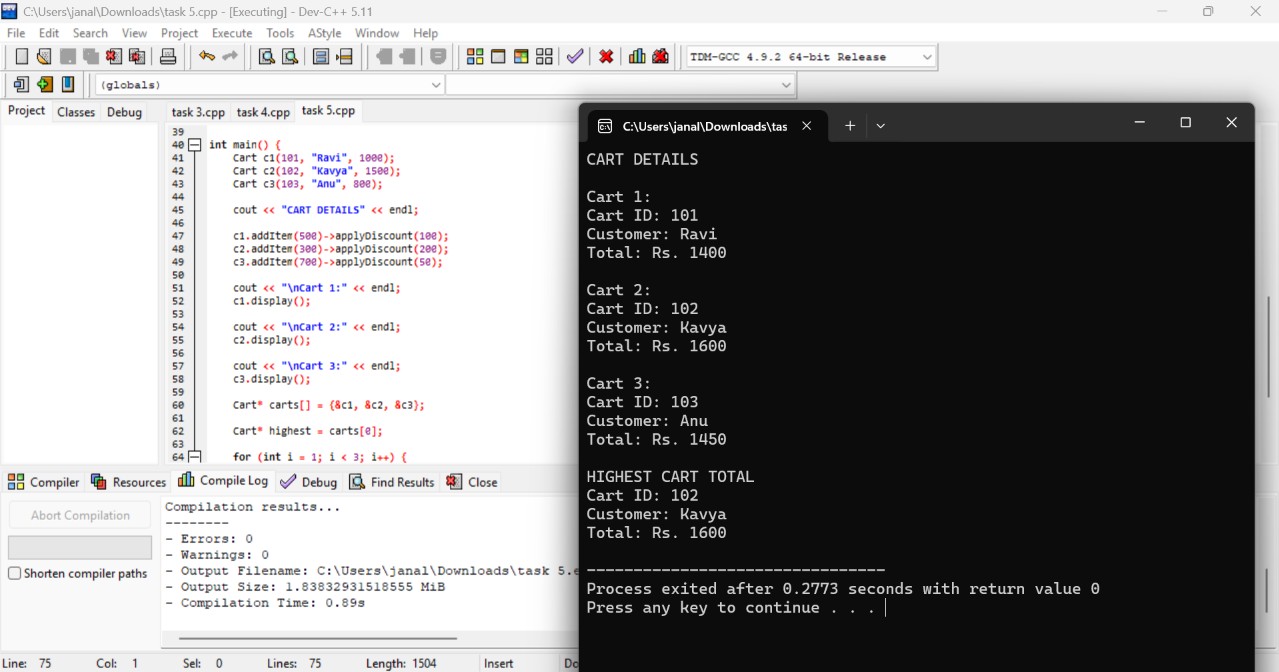 C:\Users\janal\Downloads\task 5.cpp - [Executing] - Dev-C++ 5.11
File Edit Search View Project Execute Tools AStyle Window Help
TDM-GCC 4.9.2 64-bit Release
(globals)
Project Classes Debug
task 3.cpp task 4.cpp task 5.cpp
39
40 int main() {
41 Cart c1(101, "Ravi", 1000);
42 Cart c2(102, "Kavya", 1500);
43 Cart c3(103, "Anu", 800);
44
45 cout << "CART DETAILS" << endl;
46
47 c1.addItem(500)->applyDiscount(100);
48 c2.addItem(300)->applyDiscount(200);
49 c3.addItem(700)->applyDiscount(50);
50
51 cout << "\nCart 1:" << endl;
52 c1.display();
53
54 cout << "\nCart 2:" << endl;
55 c2.display();
56
57 cout << "\nCart 3:" << endl;
58 c3.display();
59
60 Cart* carts[] = {&c1, &c2, &c3};
61
62 Cart* highest = carts[0];
63
64 for (int i = 1; i < 3; i++) {
Compiler Resources Compile Log Debug Find Results Close
Abort Compilation
Shorten compiler paths
Compilation results...
--------
- Errors: 0
- Warnings: 0
- Output Filename: C:\Users\janal\Downloads\task 5.e
- Output Size: 1.83832931518555 MiB
- Compilation Time: 0.89s
Line: 75 Col: 1 Sel: 0 Lines: 75 Length: 1504 Insert Do
C:\Users\janal\Downloads\tas
CART DETAILS
Cart 1:
Cart ID: 101
Customer: Ravi
Total: Rs. 1400
Cart 2:
Cart ID: 102
Customer: Kavya
Total: Rs. 1600
Cart 3:
Cart ID: 103
Customer: Anu
Total: Rs. 1450
HIGHEST CART TOTAL
Cart ID: 102
Customer: Kavya
Total: Rs. 1600
--------------------------------
Process exited after 0.2773 seconds with return value 0
Press any key to continue . . .